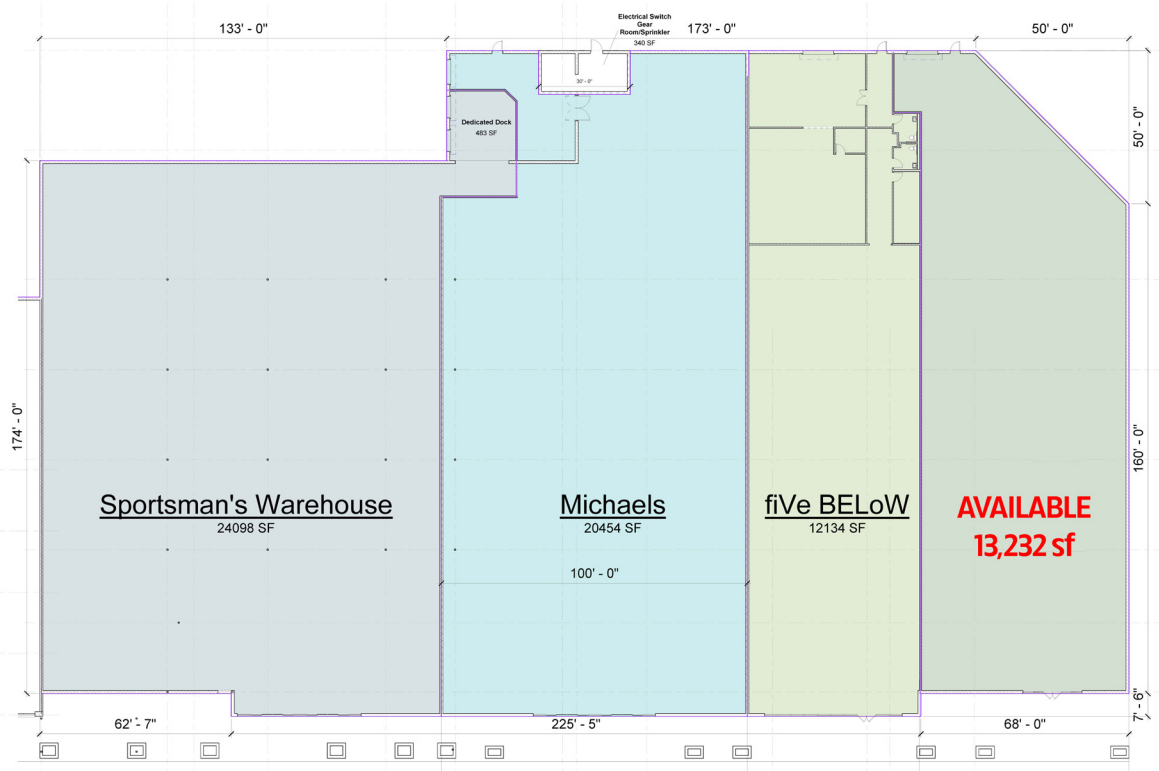 133' - 0"
Electrical Switch
Gear
Room/Sprinkler
340 SF
173' - 0"
50' - 0"
30' - 0"
Dedicated Dock
483 SF
50' - 0"
174' - 0"
160' - 0"
Sportsman's Warehouse
24098 SF
Michaels
20454 SF
fiVe BELoW
12134 SF
AVAILABLE
13,232 sf
100' - 0"
62' - 7"
225' - 5"
68' - 0"
7' - 6"